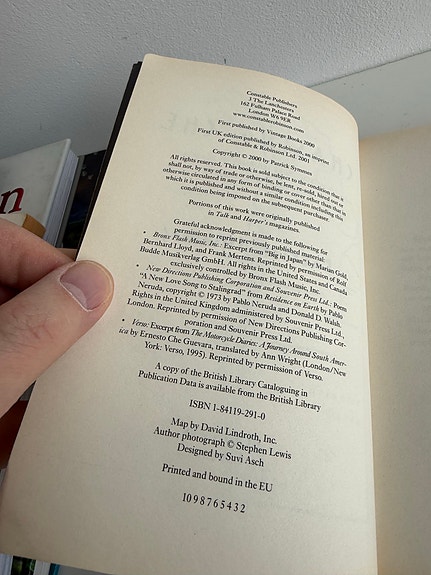 Constable Publishers
3 The Lanchesters
162 Fulham Palace Road
London W6 9ER
www.constablerobinson.com
First published by Vintage Books 2000
First UK edition published by Robinson, an imprint
of Constable & Robinson Ltd. 2001
Copyright © 2000 by Patrick Symmes
All rights reserved. This book is sold subject to the condition that it
shall not, by way of trade or otherwise, be lent, re-sold, hired out or
otherwise circulated in any form of binding or cover other than that in
which it is published and without a similar condition including this
condition being imposed on the subsequent purchaser.
Portions of this work were originally published
in Talk and Harper's magazines.
Grateful acknowledgment is made to the following for
permission to reprint previously published material:
• Bronx Flash Music, Inc.: Excerpt from "Big in Japan" by Marian Gold,
Bernhard Lloyd, and Frank Mertens. Reprinted by permission of Rolf
Budde Musikverlag GmbH. All rights in the United States and Canada
exclusively controlled by Bronx Flash Music, Inc.
• New Directions Publishing Corporation and Souvenir Press Ltd.: Poem
"A New Love Song to Stalingrad" from Residence on Earth by Pablo
Neruda, copyright © 1973 by Pablo Neruda and Donald D. Walsh.
Rights in the United Kingdom administered by Souvenir Press Ltd,
London. Reprinted by permission of New Directions Publishing Cor-
poration and Souvenir Press Ltd.
• Verso: Excerpt from The Motorcycle Diaries: A Journey Around South Amer-
ica by Ernesto Che Guevara, translated by Ann Wright (London/New
York: Verso, 1995). Reprinted by permission of Verso.
A copy of the British Library Cataloguing in
Publication Data is available from the British Library
ISBN 1-84119-291-0
Map by David Lindroth, Inc.
Author photograph © Stephen Lewis
Designed by Suvi Asch
Printed and bound in the EU
10 9 8 7 6 5 4 3 2